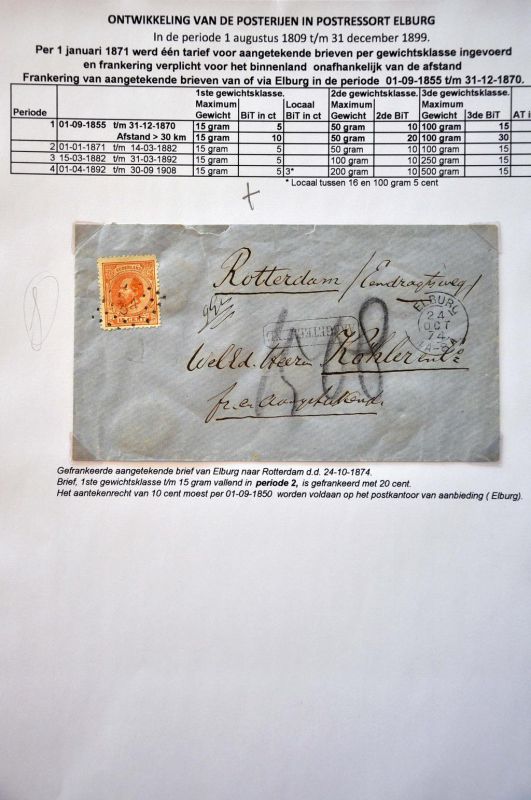 ONTWIKKELING VAN DE POSTERIJEN IN POSTRESSORT ELBURG
In de periode 1 augustus 1809 t/m 31 december 1899.
Per 1 januari 1871 werd één tarief voor aangetekende brieven per gewichtsklasse ingevoerd
en frankering verplicht voor het binnenland onafhankelijk van de afstand
Frankering van aangetekende brieven van of via Elburg in de periode 01-09-1855 t/m 31-12-1870.
1ste gewichtsklasse. 2de gewichtsklasse. 3de gewichtsklasse.
Maximum Locaal Maximum Maximum
Periode Gewicht BiT in ct BiT in ct Gewicht 2de BiT Gewicht 3de BiT AT i
1 01-09-1855 t/m 31-12-1870 15 gram 5 50 gram 10 100 gram 15
Afstand > 30 km 15 gram 10 50 gram 20 100 gram 30
2 01-01-1871 t/m 14-03-1882 15 gram 5 50 gram 10 100 gram 15
3 15-03-1882 t/m 31-03-1892 15 gram 5 100 gram 10 250 gram 15
4 01-04-1892 t/m 30-09 1908 15 gram 5 3* 200 gram 10 500 gram 15
* Locaal tussen 16 en 100 gram 5 cent
Rotterdam / Eendragtsweg /
ELBURG
24
OCT
74
WelEd. Heeren Köhler en Co
fr. en Aangetekend
Gefrankeerde aangetekende brief van Elburg naar Rotterdam d.d. 24-10-1874.
Brief, 1ste gewichtsklasse t/m 15 gram vallend in periode 2, is gefrankeerd met 20 cent.
Het aantekenrecht van 10 cent moest per 01-09-1850 worden voldaan op het postkantoor van aanbieding ( Elburg).